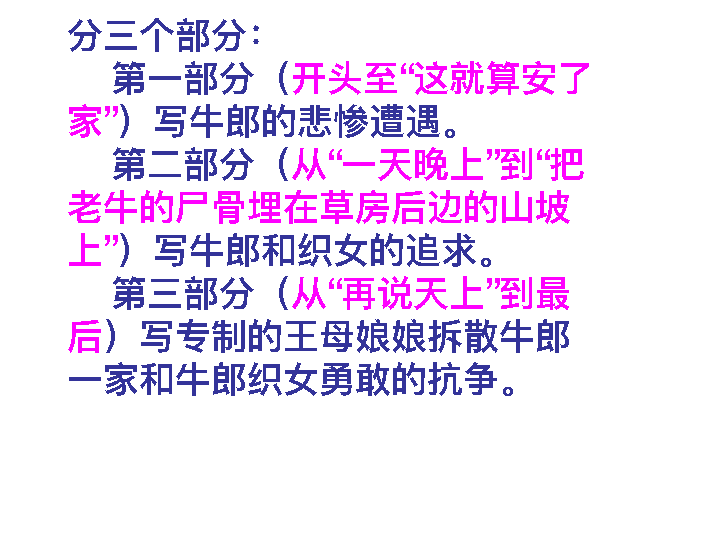 分三个部分：
第一部分（开头至“这就算安了
家”）写牛郎的悲惨遭遇。
第二部分（从“一天晚上”到“把
老牛的尸骨埋在草房后边的山坡
上”）写牛郎和织女的追求。
第三部分（从“再说天上”到最
后）写专制的王母娘娘拆散牛郎
一家和牛郎织女勇敢的抗争。